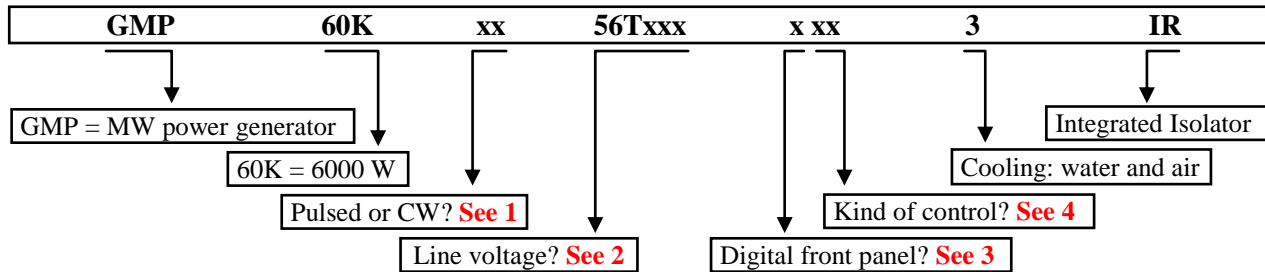 GMP 60K xx 56Txxx x xx 3 IR
GMP = MW power generator
Integrated Isolator
60K = 6000 W
Cooling: water and air
Pulsed or CW? See 1
Kind of control? See 4
Line voltage? See 2
Digital front panel? See 3